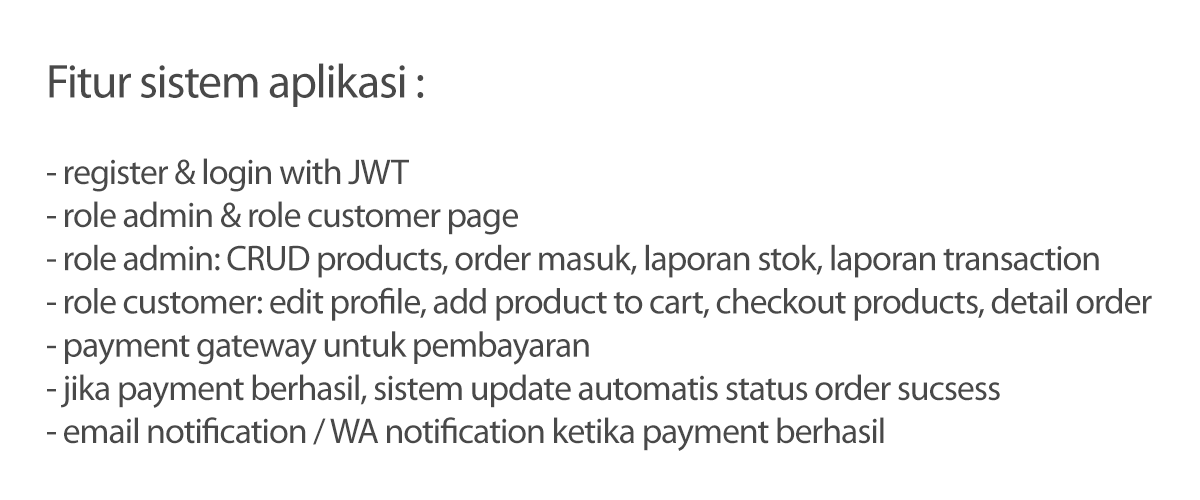 Fitur sistem aplikasi :
- register & login with JWT
- role admin & role customer page
- role admin: CRUD products, order masuk, laporan stok, laporan transaction
- role customer: edit profile, add product to cart, checkout products, detail order
- payment gateway untuk pembayaran
- jika payment berhasil, sistem update automatis status order sucsess
- email notification / WA notification ketika payment berhasil